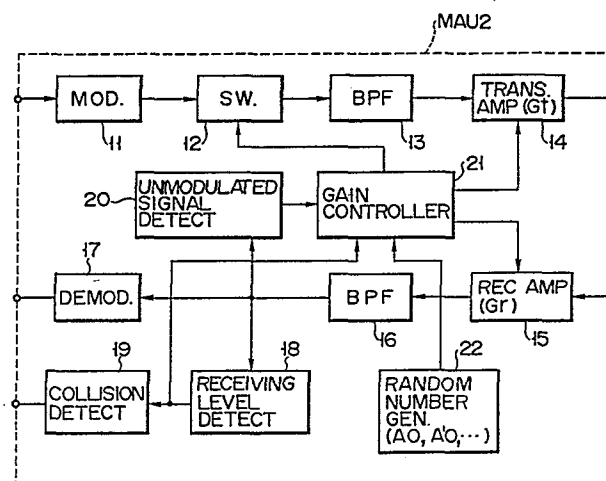 MAU2
MOD.
SW.
BPF
TRANS.
AMP (Gt)
11
12
13
14
20
UNMODULATED
SIGNAL
DETECT
21
GAIN
CONTROLLER
17
DEMOD.
BPF
REC AMP
(Gr)
16
15
19
COLLISION
DETECT
18
RECEIVING
LEVEL
DETECT
22
RANDOM
NUMBER
GEN.
(A0, A'0, ···)